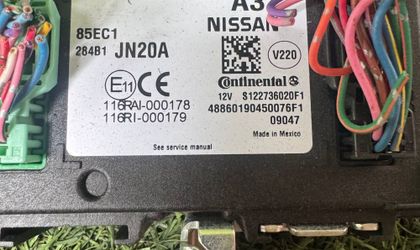 A3
NISSAN
85EC1
284B1 JN20A
V220
E11 CE
Continental
12V S122736020F1
116RAI-000178
48860190450076F1
116RI-000179
09047
Made in Mexico
See service manual